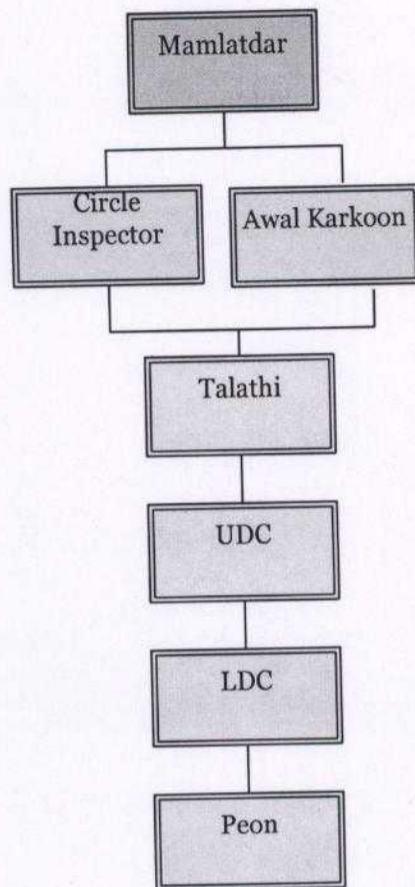 Mamlatdar
Circle
Inspector
Awal Karkoon
Talathi
UDC
LDC
Peon